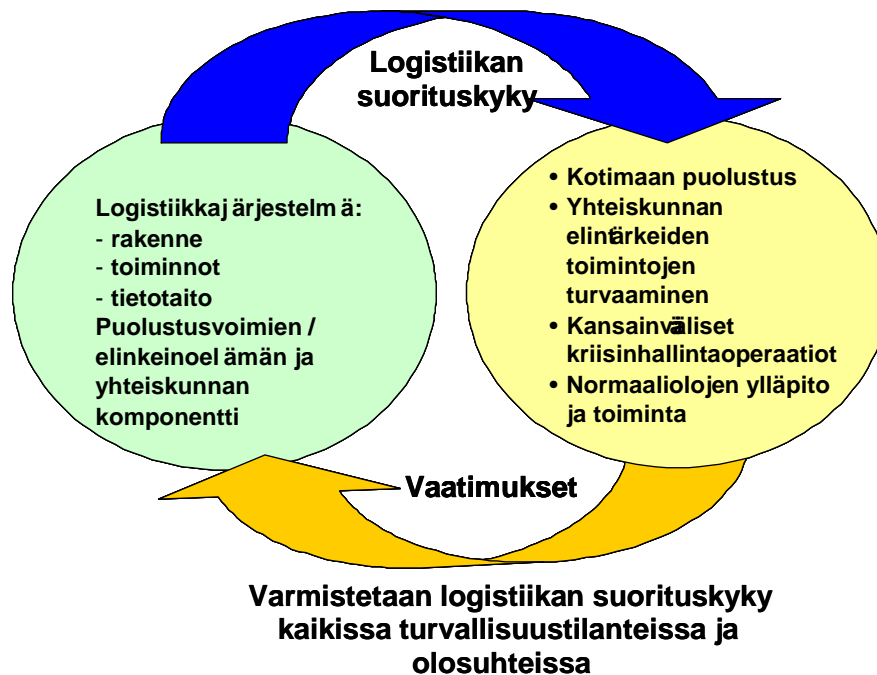 Logistiikan
suorituskyky
Logistiikkajärjestelmä:
- rakenne
- toiminnot
- tietotaito
Puolustusvoimien /
elinkeinoelämän ja
yhteiskunnan
komponentti
• Kotimaan puolustus
• Yhteiskunnan
elintärkeiden
toimintojen
turvaaminen
• Kansainväliset
kriisinhallintaoperaatiot
• Normaaliolojen ylläpito
ja toiminta
Vaatimukset
Varmistetaan logistiikan suorituskyky
kaikissa turvallisuustilanteissa ja
olosuhteissa